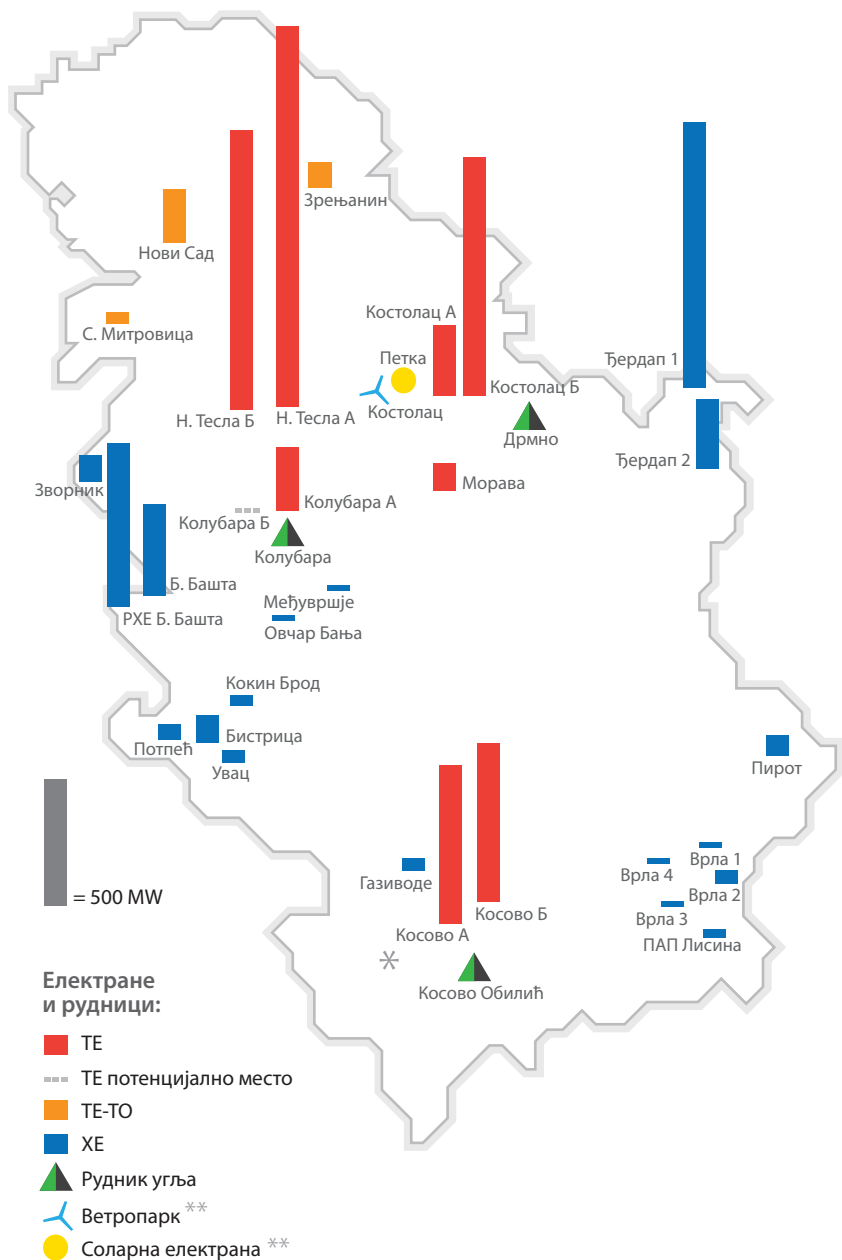 Зрењанин
Нови Сад
С. Митровица
Костолац А
Петка
Ђердап 1
Костолац Б
Н. Тесла Б
Н. Тесла А
Костолац
Дрмно
Ђердап 2
Зворник
Морава
Колубара А
Колубара Б
Колубара
Б. Башта
Међувршје
РХЕ Б. Башта
Овчар Бања
Кокин Брод
Бистрица
Потпећ
Увац
Пирот
= 500 MW
Газиводе
Врла 1
Врла 4
Врла 2
Врла 3
Косово Б
Косово А
ПАП Лисина
*
Косово Обилић
Електране
и рудници:
ТЕ
ТЕ потенцијално место
ТЕ-ТО
ХЕ
Рудник угља
Ветропарк **
Соларна електрана **